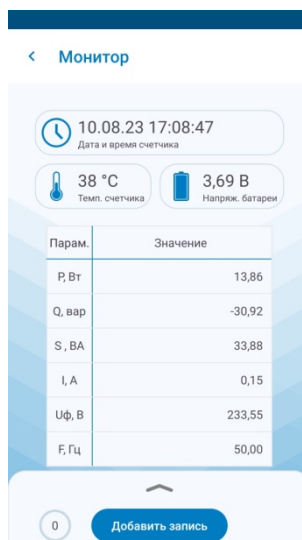 Монитор
10.08.23 17:08:47
Дата и время счетчика
38 °C
Темп. счетчика
3,69 В
Напряж. батареи
Парам. Значение
P, Вт 13,86
Q, вар -30,92
S , ВА 33,88
I, А 0,15
Uф, В 233,55
F, Гц 50,00
0 Добавить запись